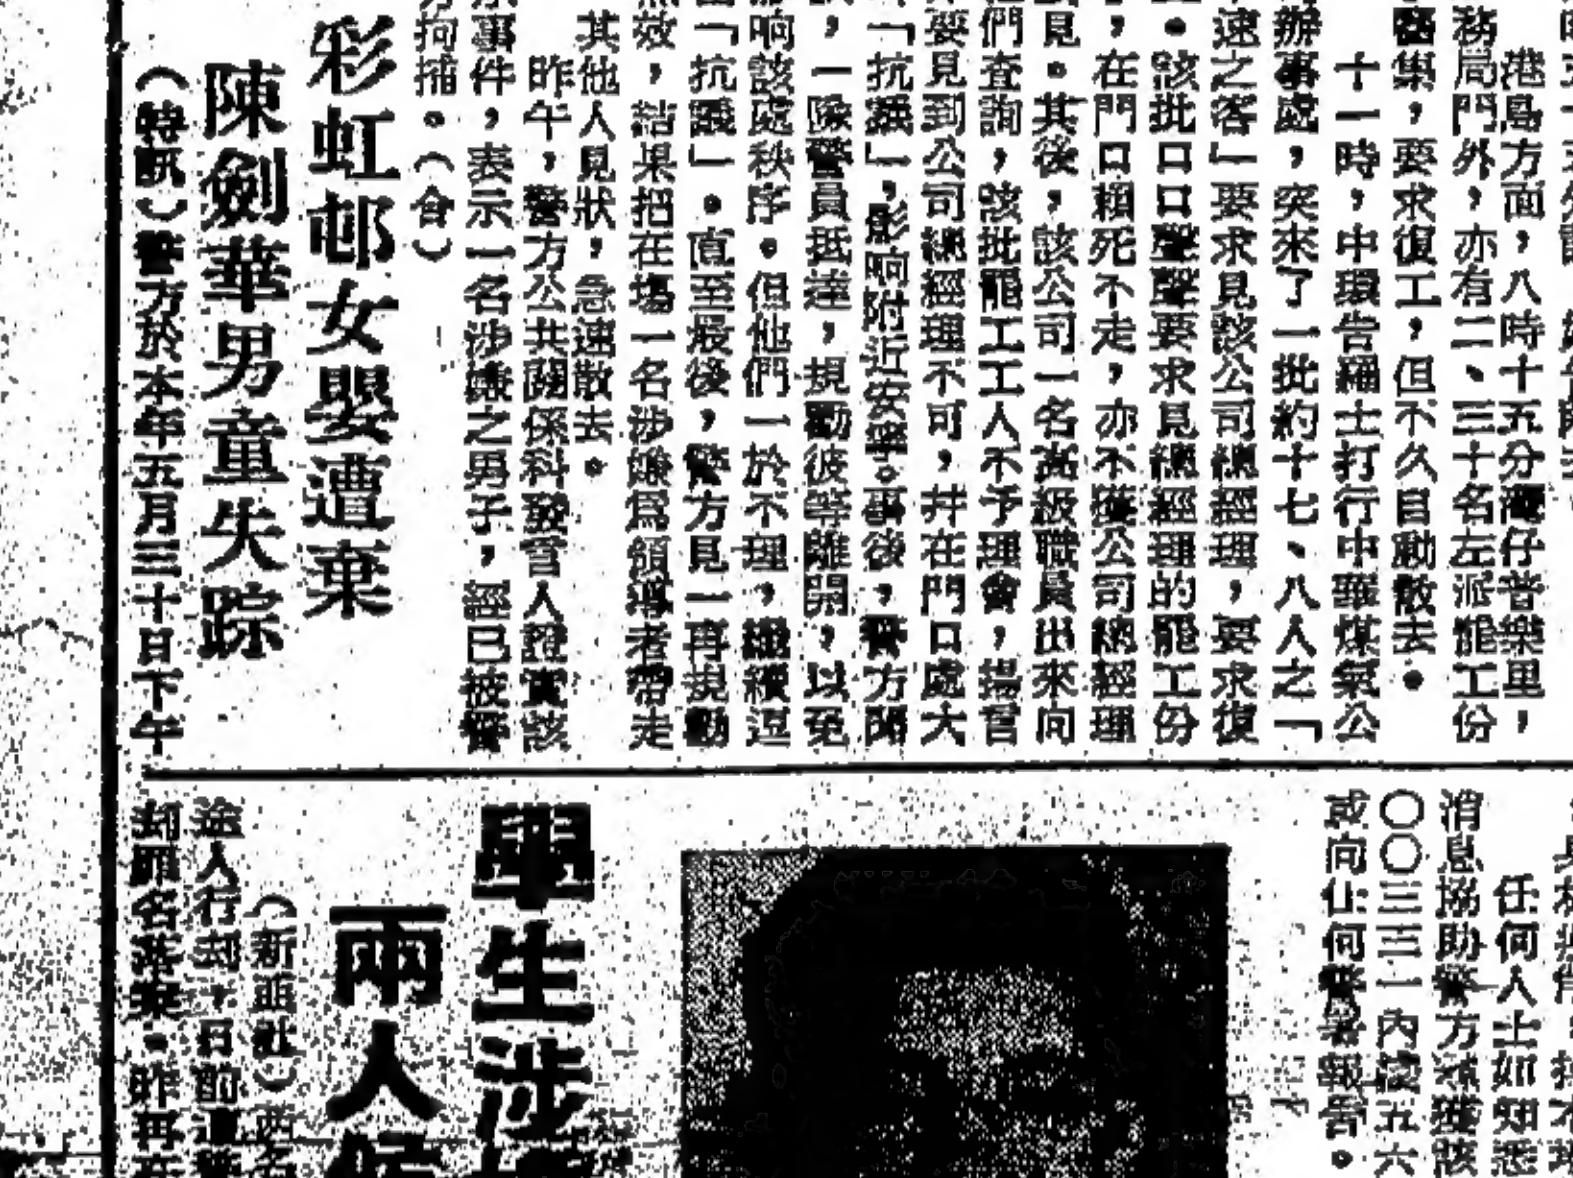 港島方面，八時十五分灣仔普樂里，
務局門外，亦有二、三十名左派罷工份
集，要求復工，但不久自動散去。
十一時，中環告羅士打行中華煤氣公
辦事處，突來了一批約十七、八人之「
速之客」要求見該公司總經理，要求復
。該批口口聲聲要求見總經理的罷工份
，在門口賴死不走，亦不獲公司總經理
見。其後，該公司一名高級職員出來向
們查詢，該批罷工工人不予理會，揚言
要見到公司總經理不可，并在門口處大
「抗議」，影响附近安寧。事後，警方聞
，一隊警員抵達，規勸彼等離開，以免
响該處秩序。但他們一於不理，繼續逗
「抗議」。直至最後，警方見一再規勸
效，結果把在場一名涉嫌爲領導者帶走
其他人見狀，急速散去。
昨午，警方公共關係科發言人證實該
事件，表示一名涉嫌之男子，經已被警
拘捕。（合）
彩虹邨女嬰遭棄
陳劍華男童失踪
（特訊）警方於本年五月三十日下午
任何人士如知悉
消息協助警方
〇〇三三一內綫五六
或向任何警署報告。
學生涉
兩人
（新亞社）
途人行刦，日前
刦罪名落案。昨再